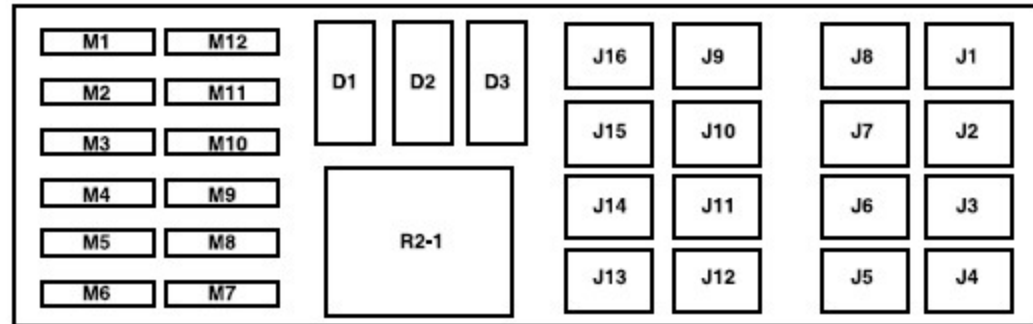 M1 M12
M2 M11
M3 M10
M4 M9
M5 M8
M6 M7
D1 D2 D3
R2-1
J16 J9 J8 J1
J15 J10 J7 J2
J14 J11 J6 J3
J13 J12 J5 J4